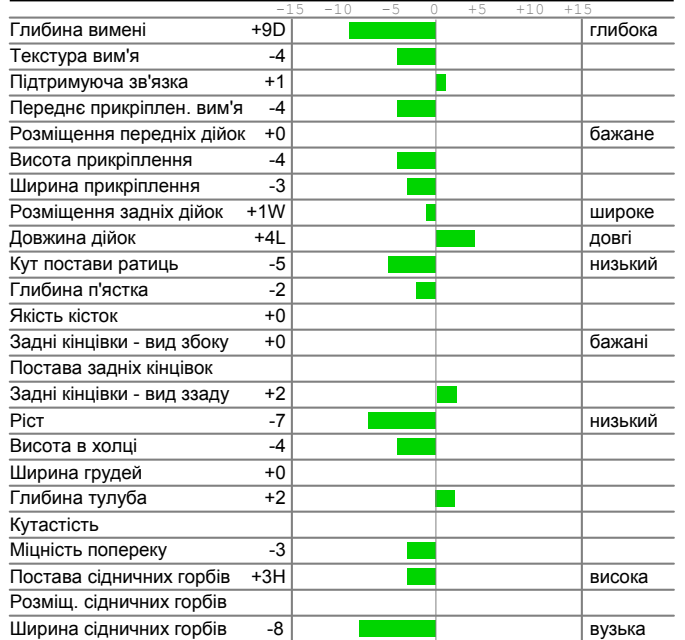 -15 -10 -5 0 +5 +10 +15
Глибина вимені +9D глибока
Текстура вим'я -4
Підтримуюча зв'язка +1
Переднє прикріплен. вим'я -4
Розміщення передніх дійок +0 бажане
Висота прикріплення -4
Ширина прикріплення -3
Розміщення задніх дійок +1W широке
Довжина дійок +4L довгі
Кут постави ратиць -5 низький
Глибина п'ястка -2
Якість кісток +0
Задні кінцівки - вид збоку +0 бажані
Постава задніх кінцівок
Задні кінцівки - вид ззаду +2
Ріст -7 низький
Висота в холці -4
Ширина грудей +0
Глибина тулуба +2
Кутастість
Міцність попереку -3
Постава сідничних горбів +3H висока
Розміщ. сідничних горбів
Ширина сідничних горбів -8 вузька